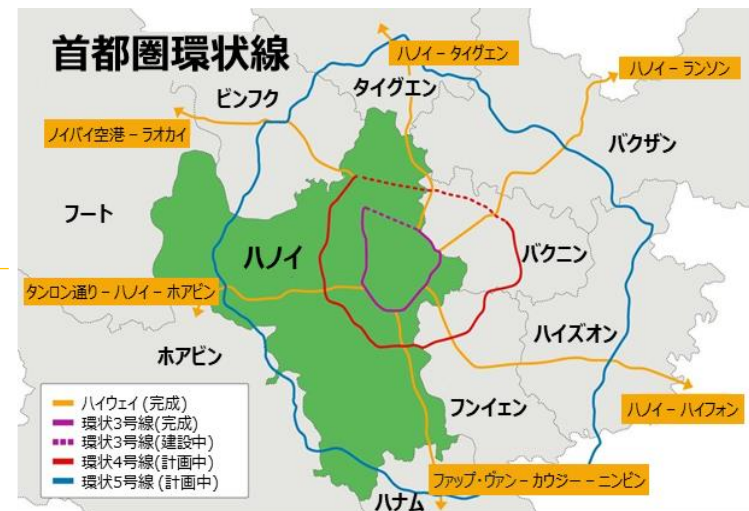 首都圏環状線
ハノイ – タイグエン
ハノイ – ランソン
ビンフク
タイグエン
ノイバイ空港 – ラオカイ
バクザン
フート
ハノイ
バクニン
タンロン通り – ハノイ – ホアビン
ハイズオン
ホアビン
ハイウェイ (完成)
環状3号線(完成)
環状3号線(建設中)
環状4号線(計画中)
環状5号線 (計画中)
フンイェン
ハノイ – ハイフォン
ファップ・ヴァン – カウジー – ニンビン
ハナム